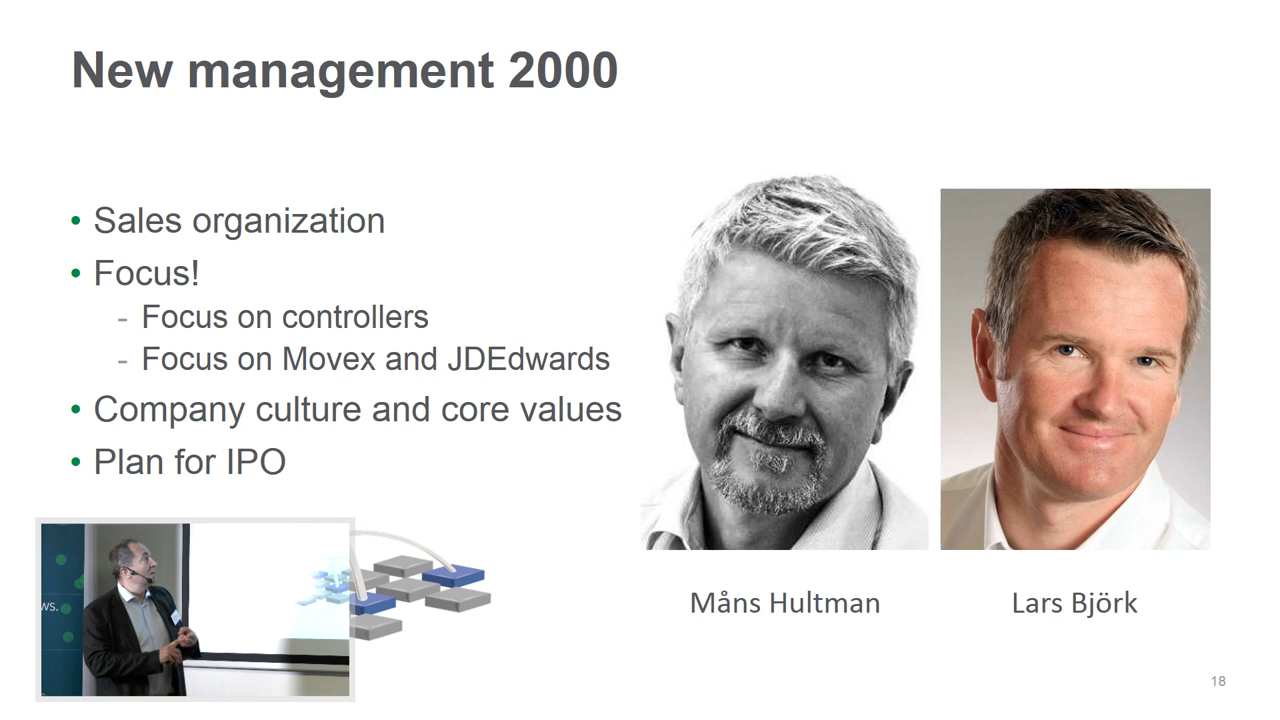 New management 2000
• Sales organization
• Focus!
- Focus on controllers
- Focus on Movex and JDEdwards
• Company culture and core values
• Plan for IPO
ws.
Måns Hultman
Lars Björk
18